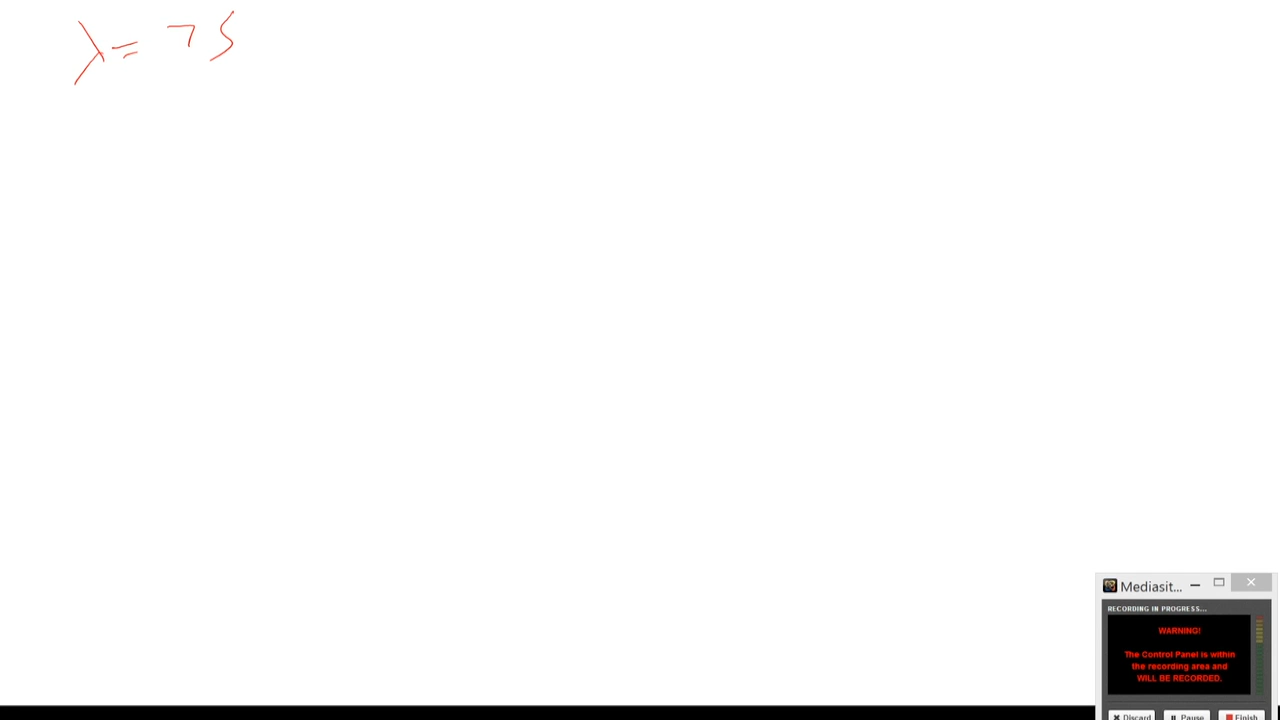 λ = 75
Mediasit...
RECORDING IN PROGRESS...
WARNING!
The Control Panel is within
the recording area and
WILL BE RECORDED.
Discard Pause Finish